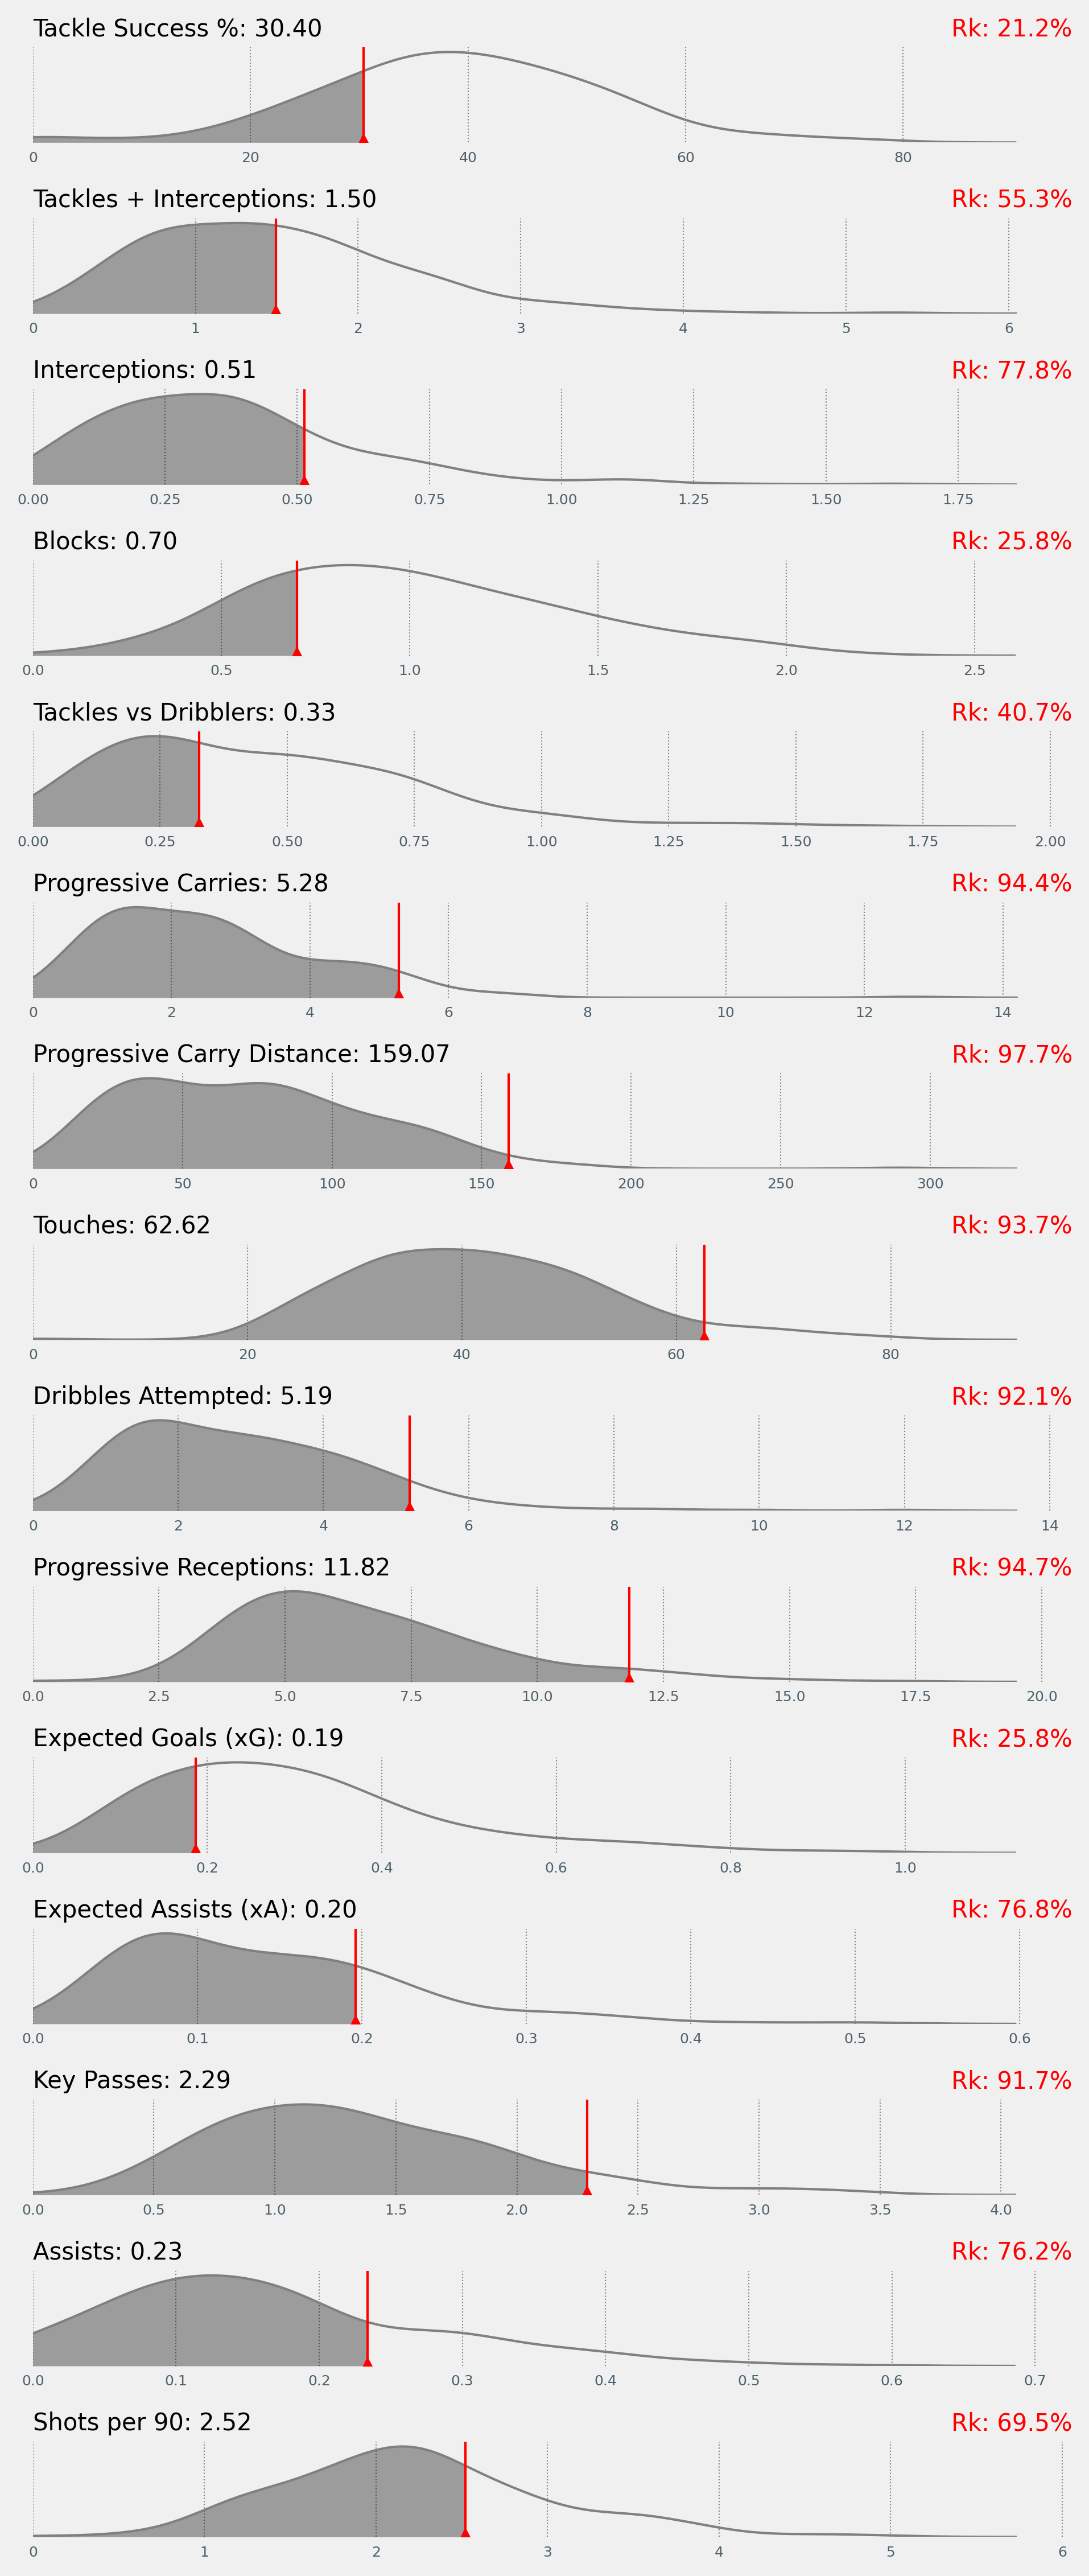 Tackle Success %: 30.40 Rk: 21.2%
0 20 40 60 80
Tackles + Interceptions: 1.50 Rk: 55.3%
0 1 2 3 4 5 6
Interceptions: 0.51 Rk: 77.8%
0.00 0.25 0.50 0.75 1.00 1.25 1.50 1.75
Blocks: 0.70 Rk: 25.8%
0.0 0.5 1.0 1.5 2.0 2.5
Tackles vs Dribblers: 0.33 Rk: 40.7%
0.00 0.25 0.50 0.75 1.00 1.25 1.50 1.75 2.00
Progressive Carries: 5.28 Rk: 94.4%
0 2 4 6 8 10 12 14
Progressive Carry Distance: 159.07 Rk: 97.7%
0 50 100 150 200 250 300
Touches: 62.62 Rk: 93.7%
0 20 40 60 80
Dribbles Attempted: 5.19 Rk: 92.1%
0 2 4 6 8 10 12 14
Progressive Receptions: 11.82 Rk: 94.7%
0.0 2.5 5.0 7.5 10.0 12.5 15.0 17.5 20.0
Expected Goals (xG): 0.19 Rk: 25.8%
0.0 0.2 0.4 0.6 0.8 1.0
Expected Assists (xA): 0.20 Rk: 76.8%
0.0 0.1 0.2 0.3 0.4 0.5 0.6
Key Passes: 2.29 Rk: 91.7%
0.0 0.5 1.0 1.5 2.0 2.5 3.0 3.5 4.0
Assists: 0.23 Rk: 76.2%
0.0 0.1 0.2 0.3 0.4 0.5 0.6 0.7
Shots per 90: 2.52 Rk: 69.5%
0 1 2 3 4 5 6